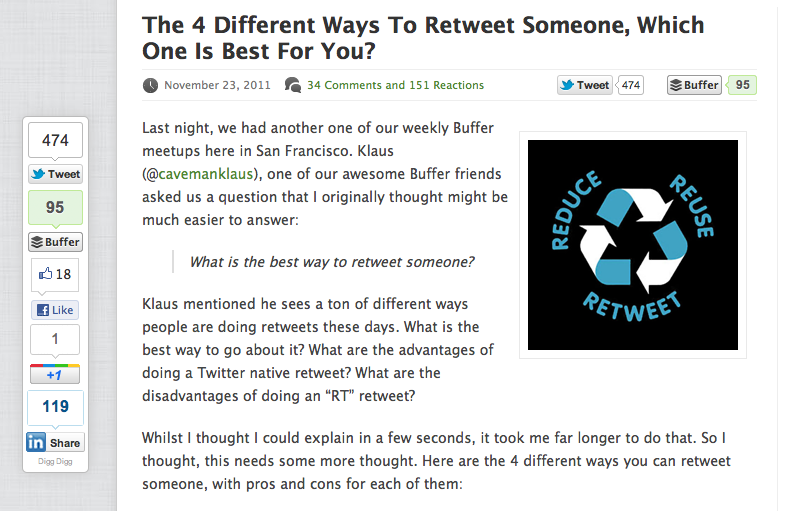 The 4 Different Ways To Retweet Someone, Which
One Is Best For You?
November 23, 2011 34 Comments and 151 Reactions Tweet 474 Buffer 95
474
Tweet
95
Buffer
18
Like
1
+1
119
in Share
Digg Digg
Last night, we had another one of our weekly Buffer
meetups here in San Francisco. Klaus
(@cavemanklaus), one of our awesome Buffer friends
asked us a question that I originally thought might be
much easier to answer:
What is the best way to retweet someone?
Klaus mentioned he sees a ton of different ways
people are doing retweets these days. What is the
best way to go about it? What are the advantages of
doing a Twitter native retweet? What are the
disadvantages of doing an “RT” retweet?
REDUCE
REUSE
RETWEET
Whilst I thought I could explain in a few seconds, it took me far longer to do that. So I
thought, this needs some more thought. Here are the 4 different ways you can retweet
someone, with pros and cons for each of them: